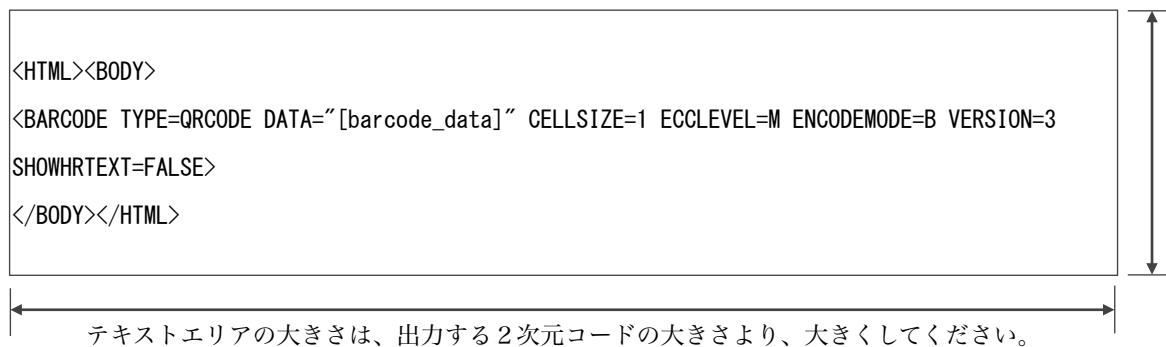 <HTML><BODY>
<BARCODE TYPE=QRCODE DATA="[barcode_data]" CELLSIZE=1 ECCLEVEL=M ENCODEMODE=B VERSION=3
SHOWHRTEXT=FALSE>
</BODY></HTML>
テキストエリアの大きさは、出力する２次元コードの大きさより、大きくしてください。